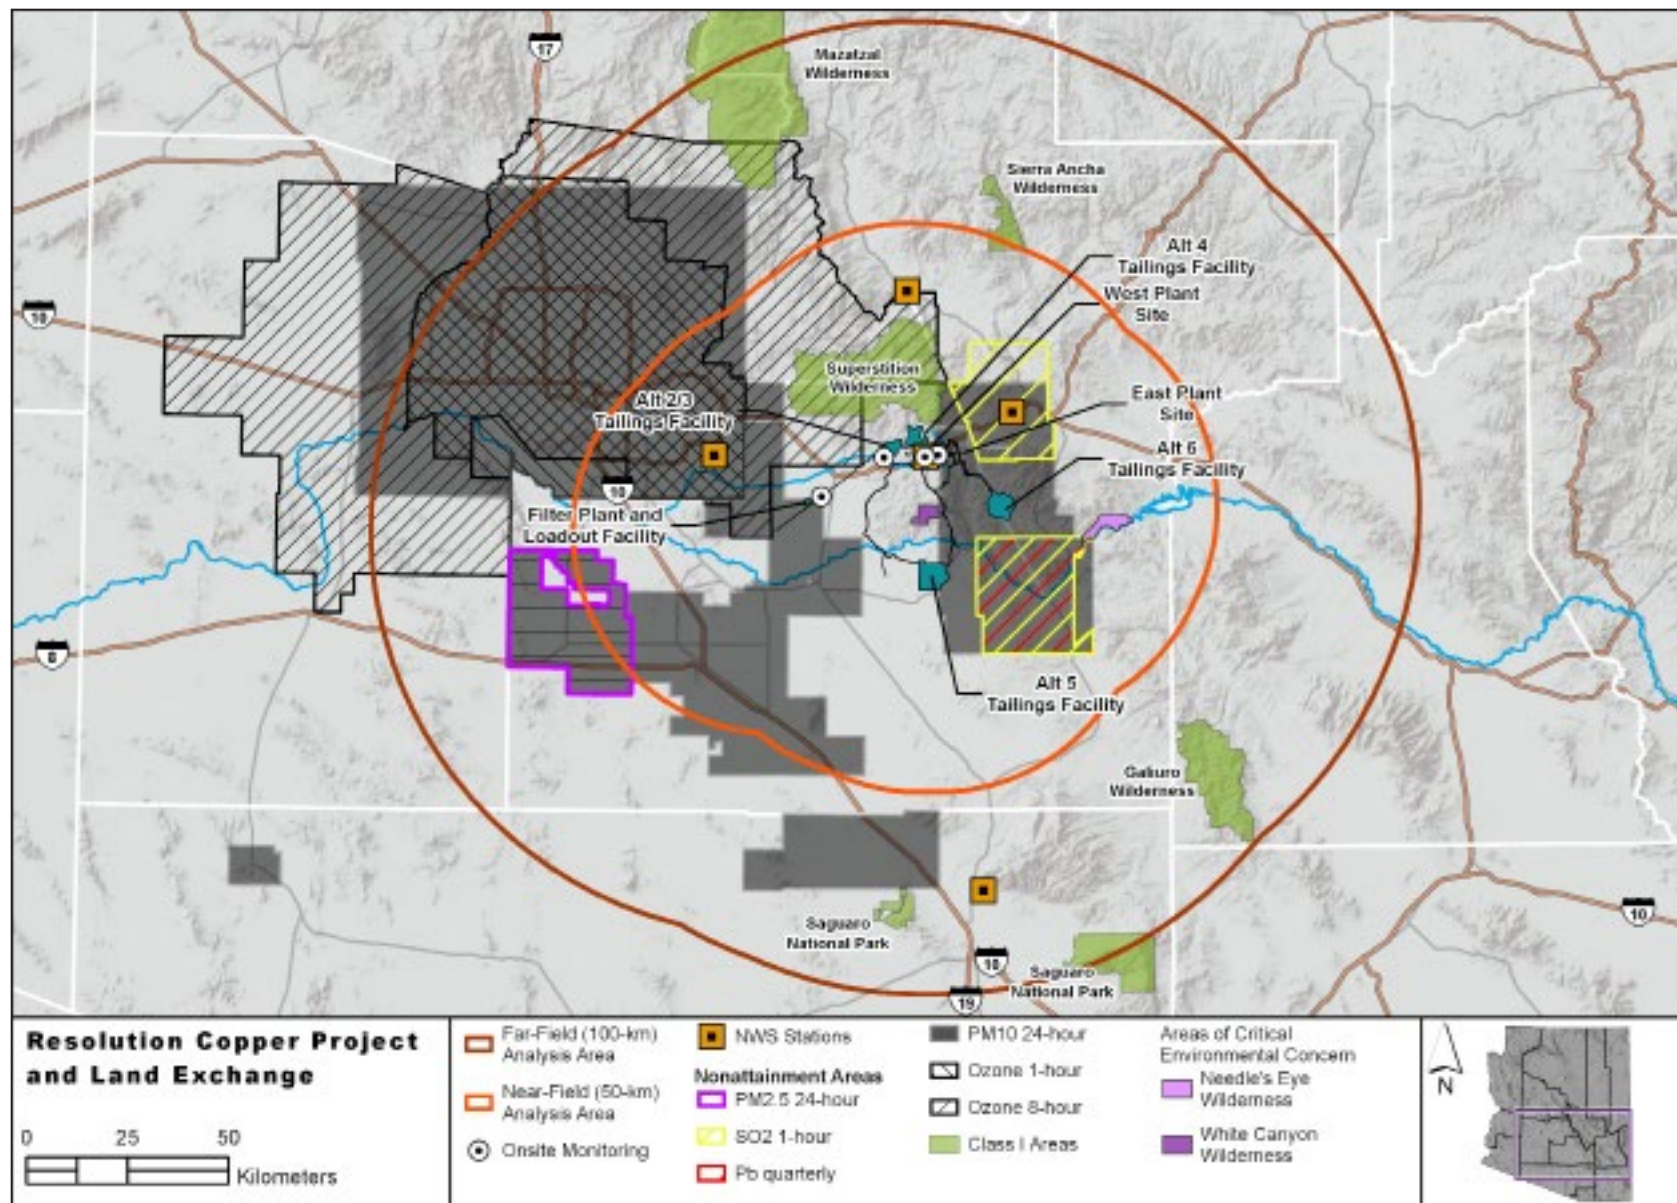 17
Mazatzal
Wilderness
Sierra Ancha
Wilderness
Alt 4
Tailings Facility
West Plant
Site
10
Superstition
Wilderness
East Plant
Site
Alt 2/3
Tailings Facility
Alt 6
Tailings Facility
10
Filter Plant and
Loadout Facility
8
Alt 5
Tailings Facility
Galiuro
Wilderness
10
Saguaro
National Park
10
Saguaro
National Park
19
Resolution Copper Project
and Land Exchange
0 25 50
Kilometers
Far-Field (100-km)
Analysis Area
Near-Field (50-km)
Analysis Area
Onsite Monitoring
NWS Stations
Nonattainment Areas
PM2.5 24-hour
SO2 1-hour
Pb quarterly
PM10 24-hour
Ozone 1-hour
Ozone 8-hour
Class I Areas
Areas of Critical
Environmental Concern
Needle's Eye
Wilderness
White Canyon
Wilderness
N